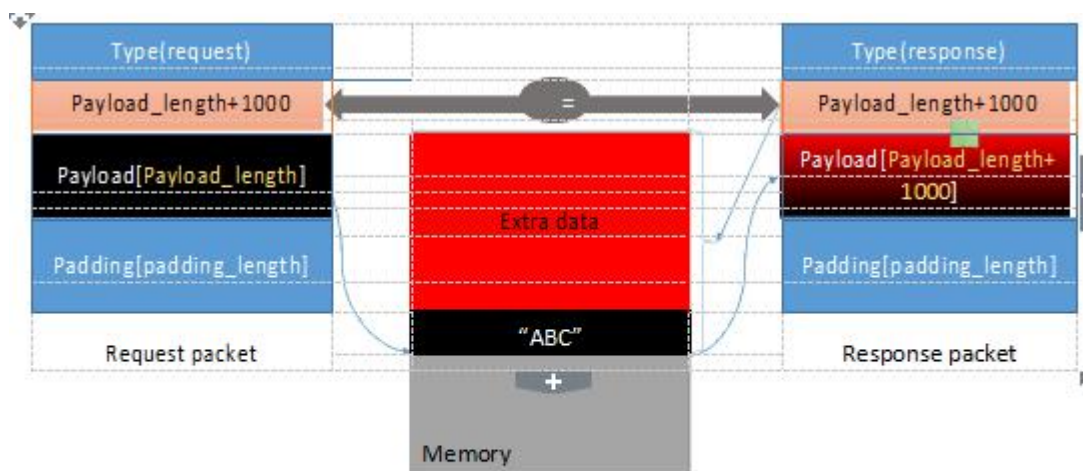 Type(request)
Payload_length+1000
Payload[Payload_length]
Padding[padding_length]
Request packet
=
Extra data
“ABC”
+
Memory
Type(response)
Payload_length+1000
Payload[Payload_length+
1000]
Padding[padding_length]
Response packet